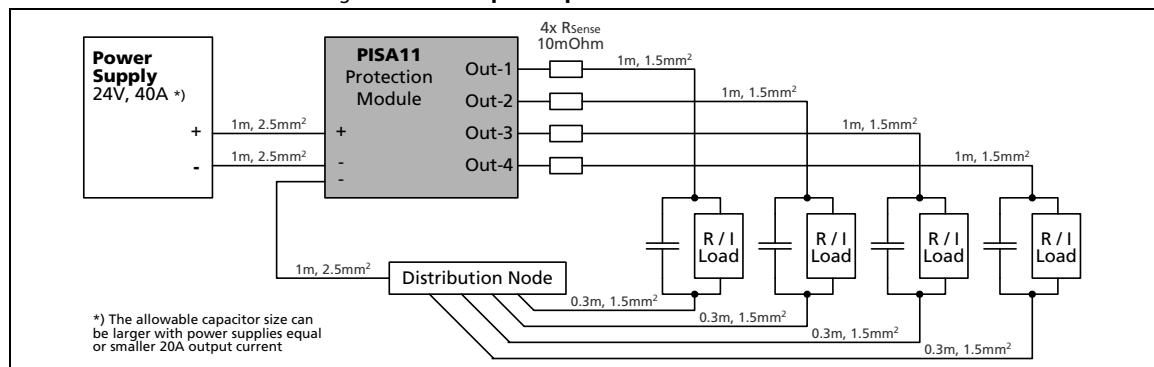 4x RSense
10mOhm
Power
Supply
24V, 40A *)
+
-
1m, 2.5mm²
1m, 2.5mm²
PISA11
Protection
Module
+
-
-
Out-1
Out-2
Out-3
Out-4
1m, 1.5mm²
1m, 1.5mm²
1m, 1.5mm²
1m, 1.5mm²
R / I
Load
R / I
Load
R / I
Load
R / I
Load
1m, 2.5mm²
Distribution Node
0.3m, 1.5mm²
0.3m, 1.5mm²
0.3m, 1.5mm²
0.3m, 1.5mm²
*) The allowable capacitor size can
be larger with power supplies equal
or smaller 20A output current